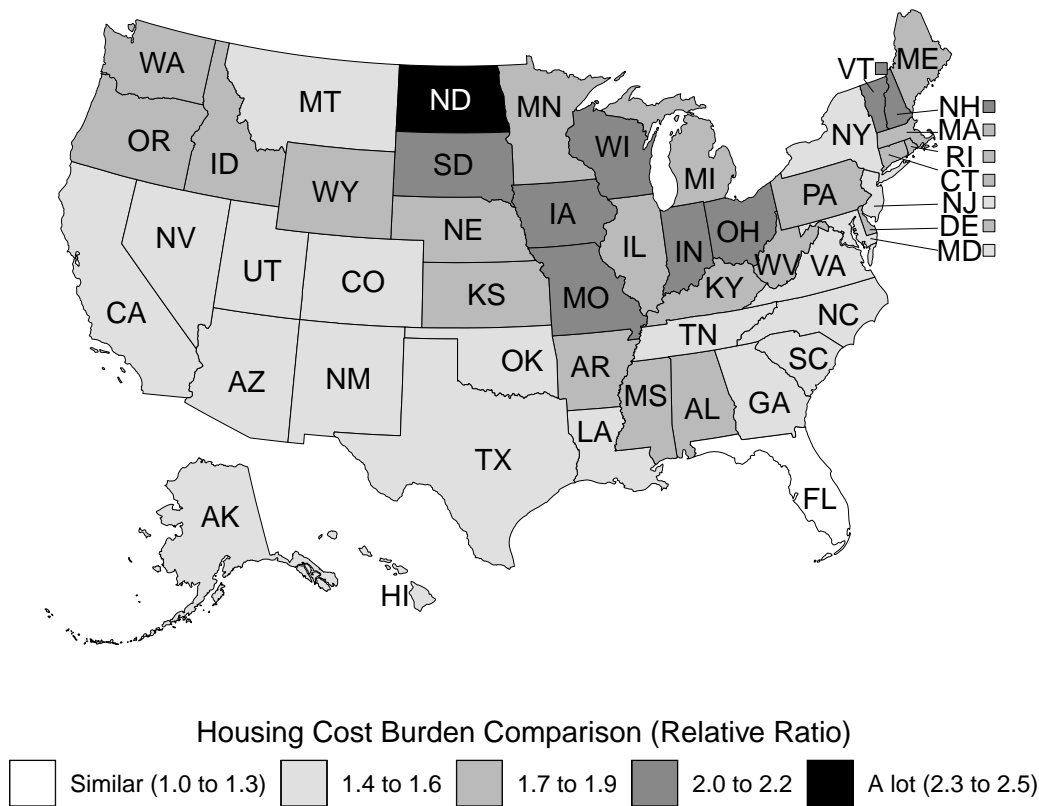 WA
MT
ND
MN
VT
ME
OR
ID
SD
WI
MI
NY
NH
MA
RI
CT
NJ
DE
MD
WY
NE
IA
IL
IN
OH
PA
NV
UT
CO
KS
MO
KY
WV
VA
CA
AZ
NM
OK
AR
TN
NC
SC
MS
AL
GA
LA
TX
FL
AK
HI
Housing Cost Burden Comparison (Relative Ratio)
Similar (1.0 to 1.3) 1.4 to 1.6 1.7 to 1.9 2.0 to 2.2 A lot (2.3 to 2.5)